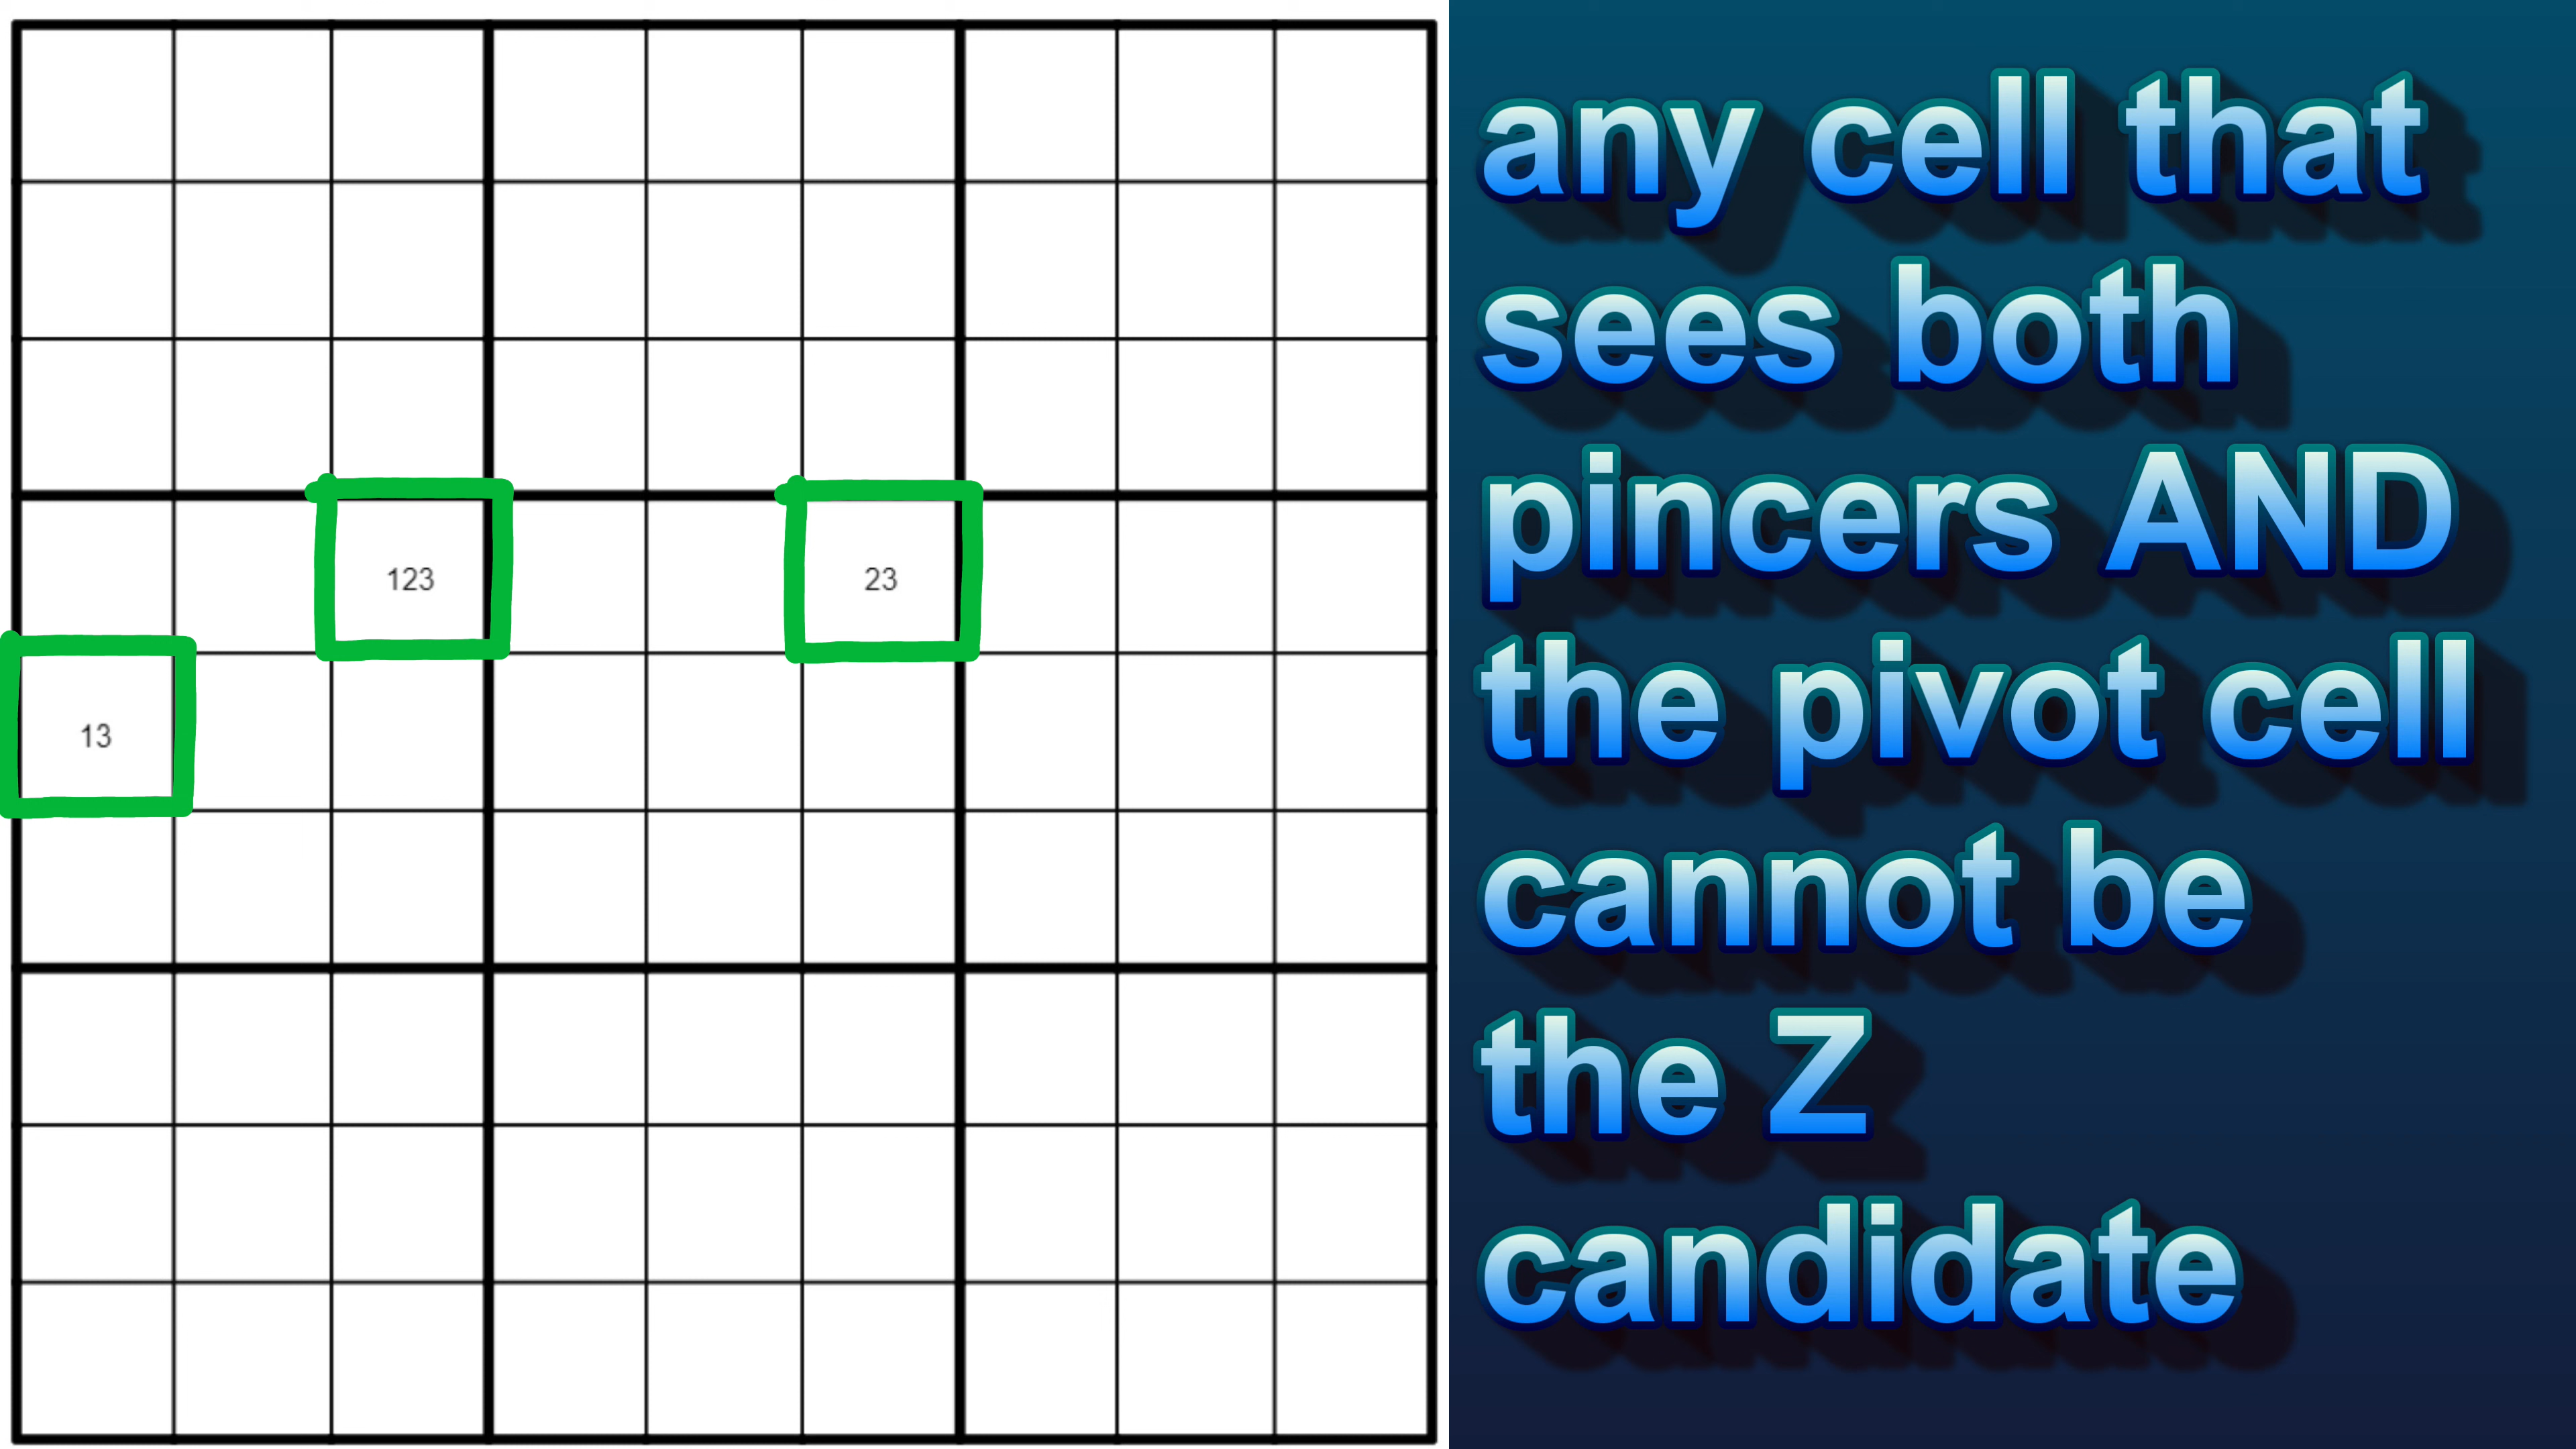 123
23
13
any cell that
sees both
pincers AND
the pivot cell
cannot be
the Z
candidate